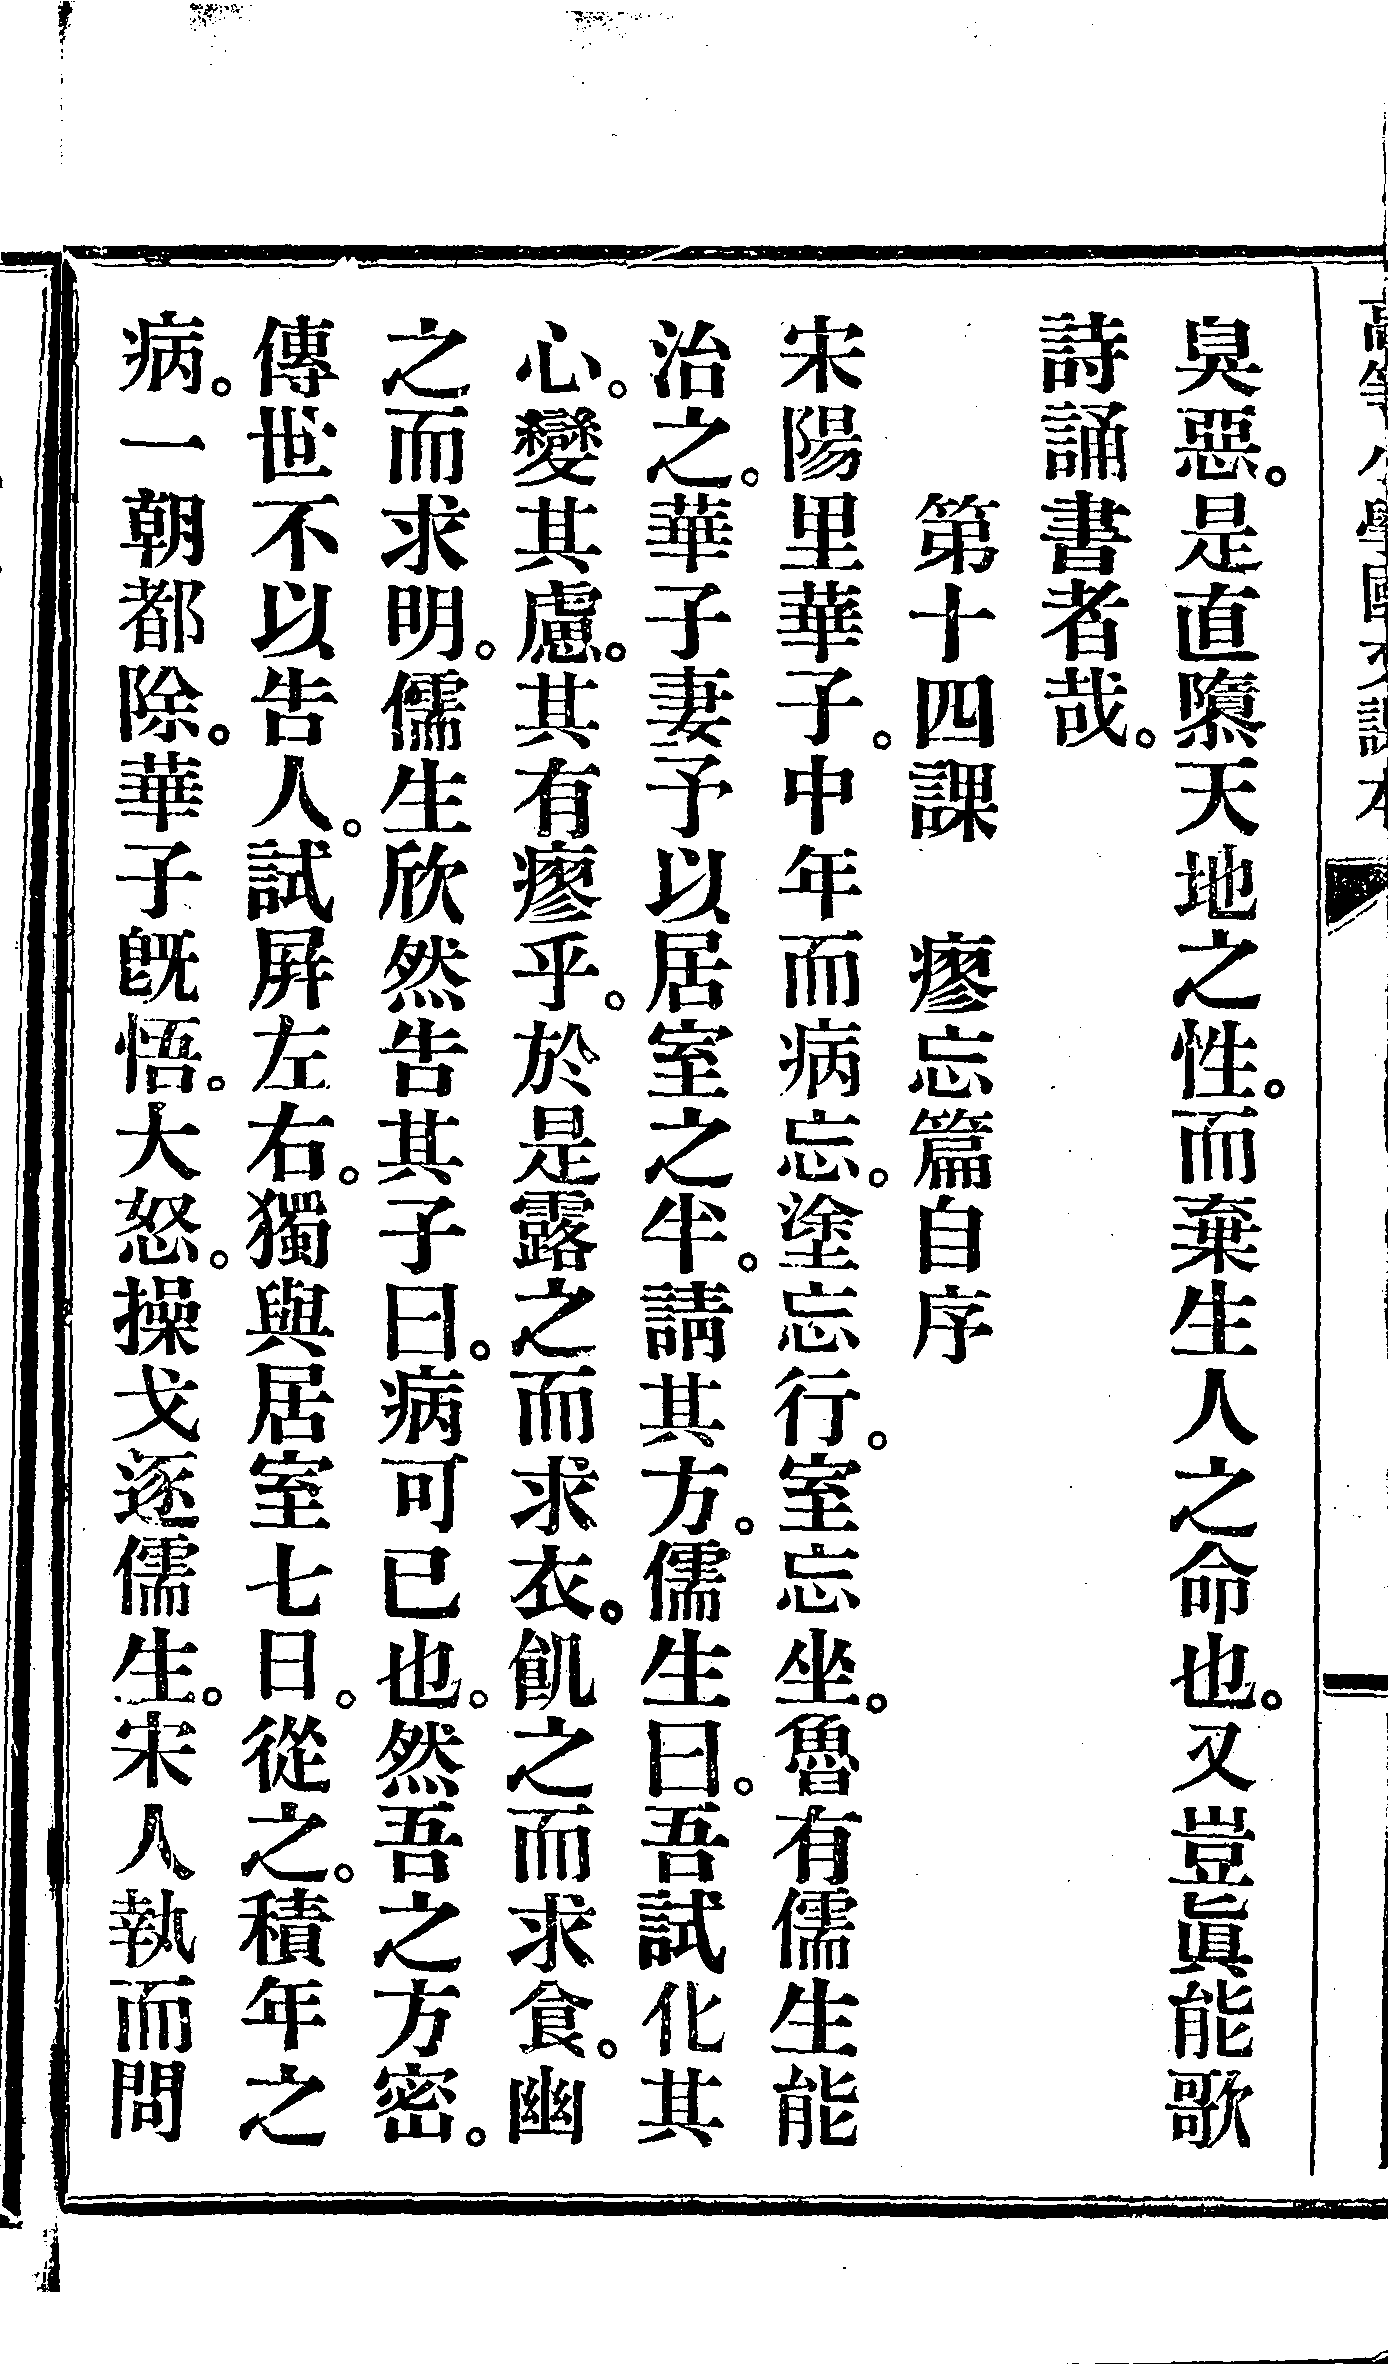 高等小學國文課本
臭惡。是直隳天地之性。而棄生人之命也。又豈眞能歌
詩誦書者哉。
第十四課　瘳忘篇自序
宋陽里華子。中年而病忘。塗忘行。室忘坐。魯有儒生能
治之。華子妻予以居室之半。請其方。儒生曰。吾試化其
心。變其慮。其有瘳乎。於是露之而求衣。飢之而求食。幽
之而求明。儒生欣然告其子曰。病可已也。然吾之方密。
傳世不以告人。試屛左右。獨與居室七日。從之。積年之
病。一朝都除。華子旣悟。大怒。操戈逐儒生。宋人執而問